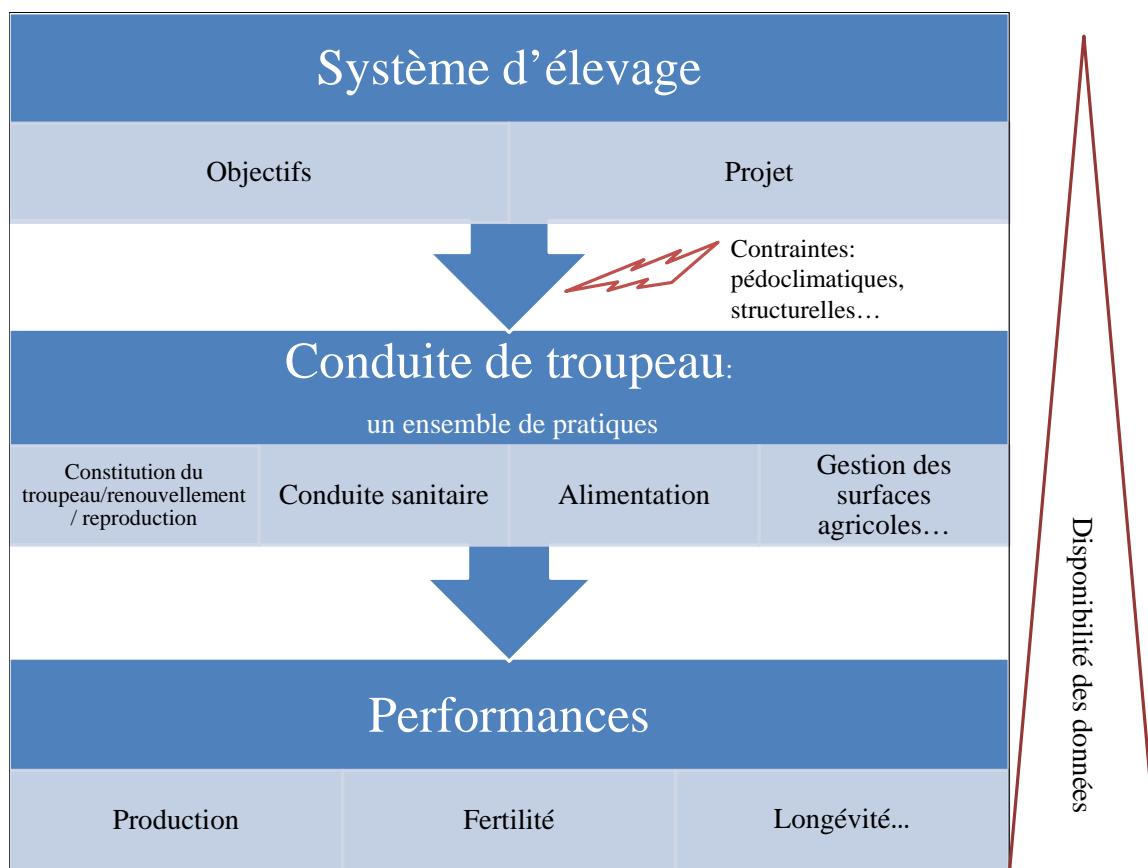 Système d'élevage
Objectifs
Projet
Contraintes:
pédoclimatiques,
structurelles…
Conduite de troupeau:
un ensemble de pratiques
Constitution du
troupeau/renouvellement
/ reproduction
Conduite sanitaire
Alimentation
Gestion des
surfaces
agricoles…
Performances
Production
Fertilité
Longévité...
Disponibilité des données